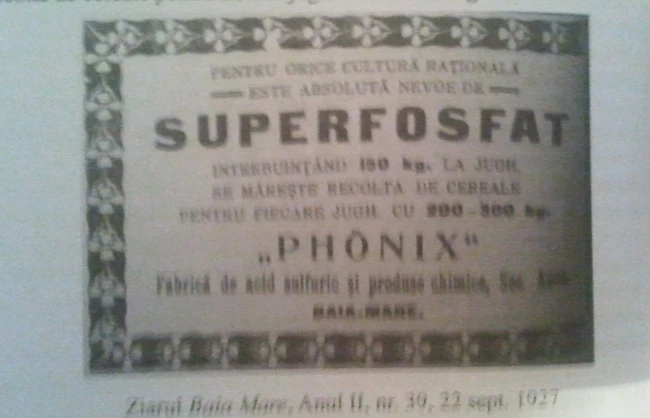 PENTRU ORICE CULTURĂ RAȚIONALĂ
ESTE ABSOLUTĂ NEVOE DE
SUPERFOSFAT
INTREBUINȚÂND 150 kg. LA JUGH.
SE MĂREȘTE RECOLTA DE CEREALE
PENTRU FIECARE JUGH. CU 200-300 kg.
„PHÖNIX“
Fabrică de acid sulfuric și produse chimice, Soc.
BAIA-MARE.
Ziarul Baia Mare, Anul II, nr. 39, 22 sept. 1927